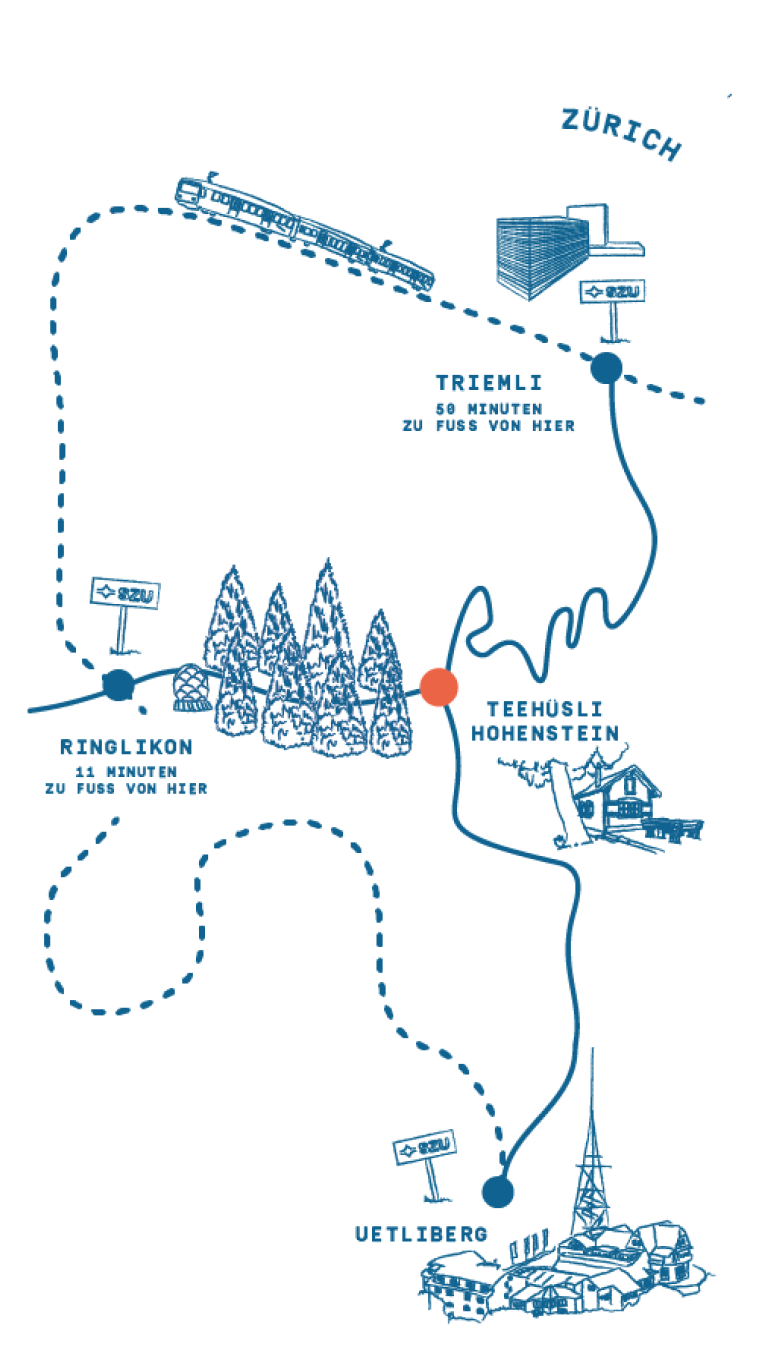 ZÜRICH
SZU
TRIEMLI
50 MINUTEN
ZU FUSS VON HIER
SZU
TEEHÜSLI
HOHENSTEIN
RINGLIKON
11 MINUTEN
ZU FUSS VON HIER
SZU
UETLIBERG